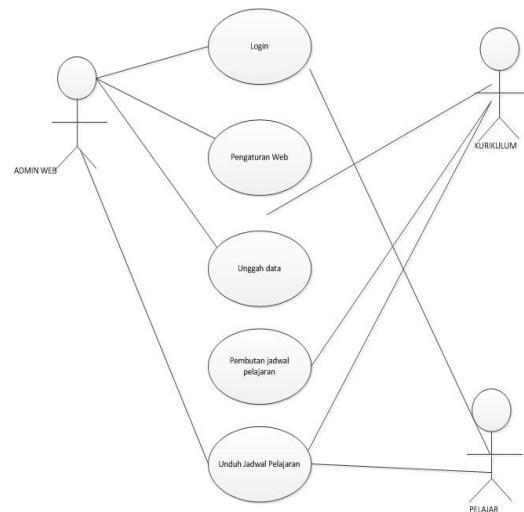 Login
ADMIN WEB
KURIKULUM
Pengaturan Web
Unggah data
Pembutan jadwal
pelajaran
Unduh Jadwal Pelajaran
PELAJAR